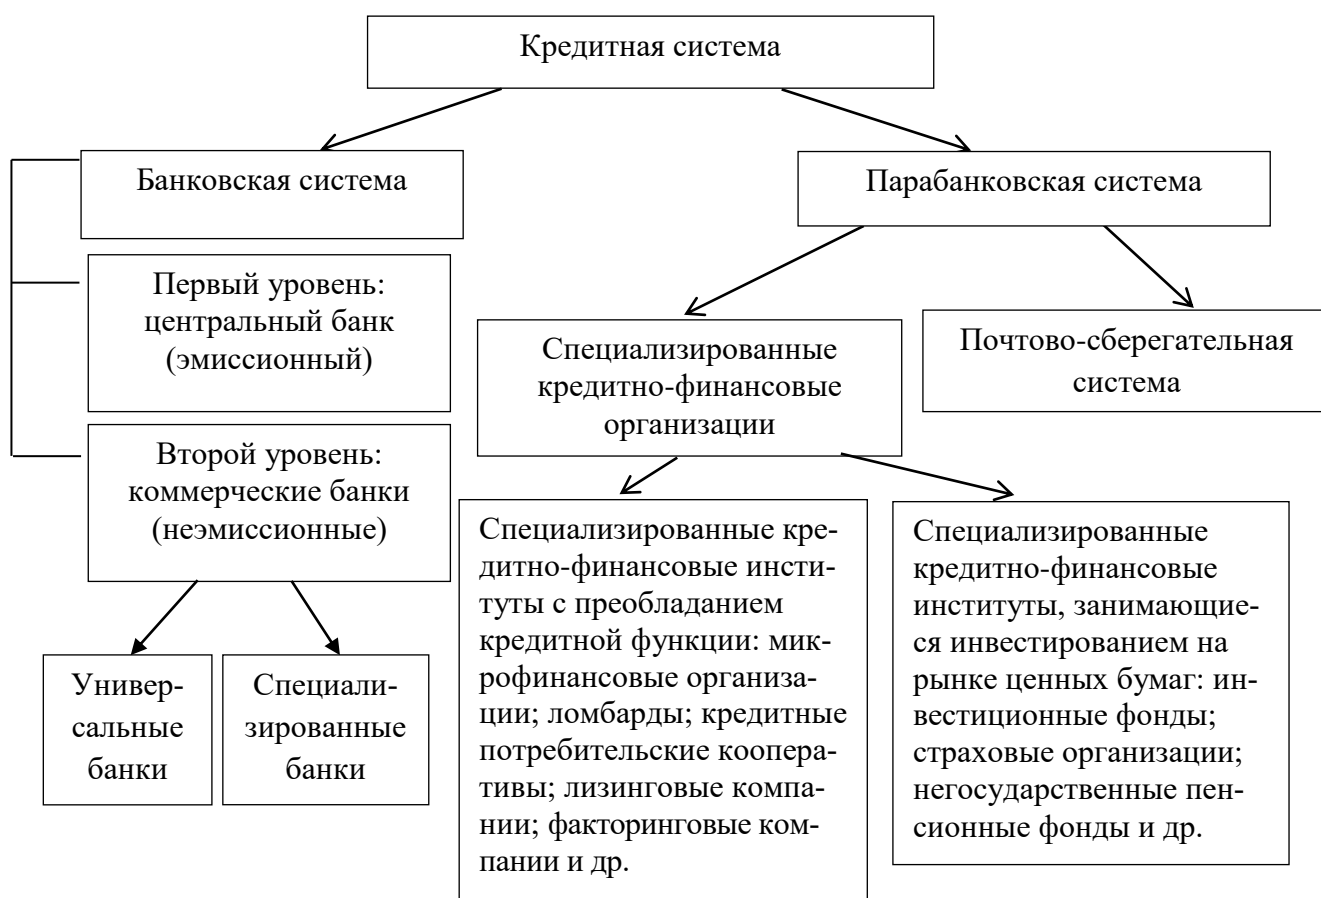 Кредитная система
Банковская система
Парабанковская система
Первый уровень:
центральный банк
(эмиссионный)
Второй уровень:
коммерческие банки
(неэмиссионные)
Универ-
сальные
банки
Специали-
зированные
банки
Специализированные
кредитно-финансовые
организации
Почтово-сберегательная
система
Специализированные кре-
дитно-финансовые инсти-
туты с преобладанием
кредитной функции: мик-
рофинансовые организа-
ции; ломбарды; кредитные
потребительские коопера-
тивы; лизинговые компа-
нии; факторинговые ком-
пании и др.
Специализированные
кредитно-финансовые
институты, занимающие-
ся инвестированием на
рынке ценных бумаг: ин-
вестиционные фонды;
страховые организации;
негосударственные пен-
сионные фонды и др.